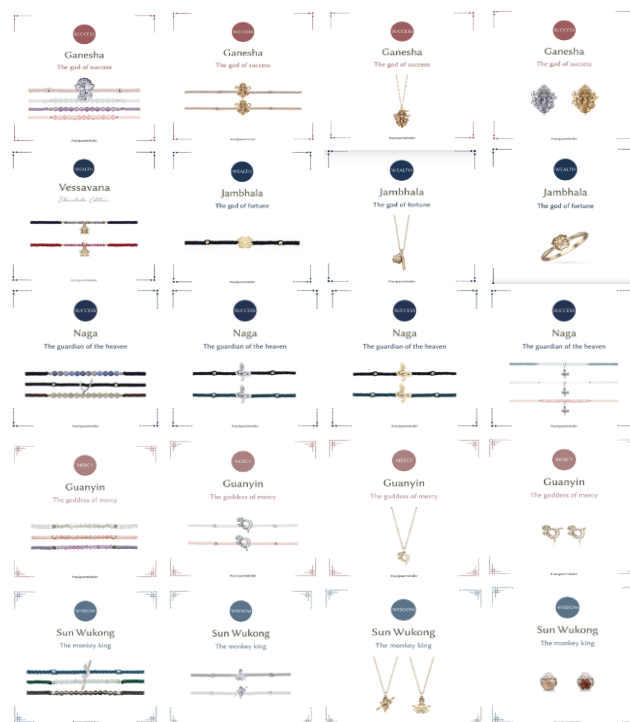 SUCCESS
Ganesha
The god of success
SUCCESS
Ganesha
The god of success
SUCCESS
Ganesha
The god of success
SUCCESS
Ganesha
The god of success
WEALTH
Vessavana
WEALTH
Jambhala
The god of fortune
WEALTH
Jambhala
The god of fortune
WEALTH
Jambhala
The god of fortune
SUCCESS
Naga
The guardian of the heaven
SUCCESS
Naga
The guardian of the heaven
SUCCESS
Naga
The guardian of the heaven
SUCCESS
Naga
The guardian of the heaven
MERCY
Guanyin
The goddess of mercy
MERCY
Guanyin
The goddess of mercy
MERCY
Guanyin
The goddess of mercy
MERCY
Guanyin
The goddess of mercy
WISDOM
Sun Wukong
The monkey king
WISDOM
Sun Wukong
The monkey king
WISDOM
Sun Wukong
The monkey king
WISDOM
Sun Wukong
The monkey king